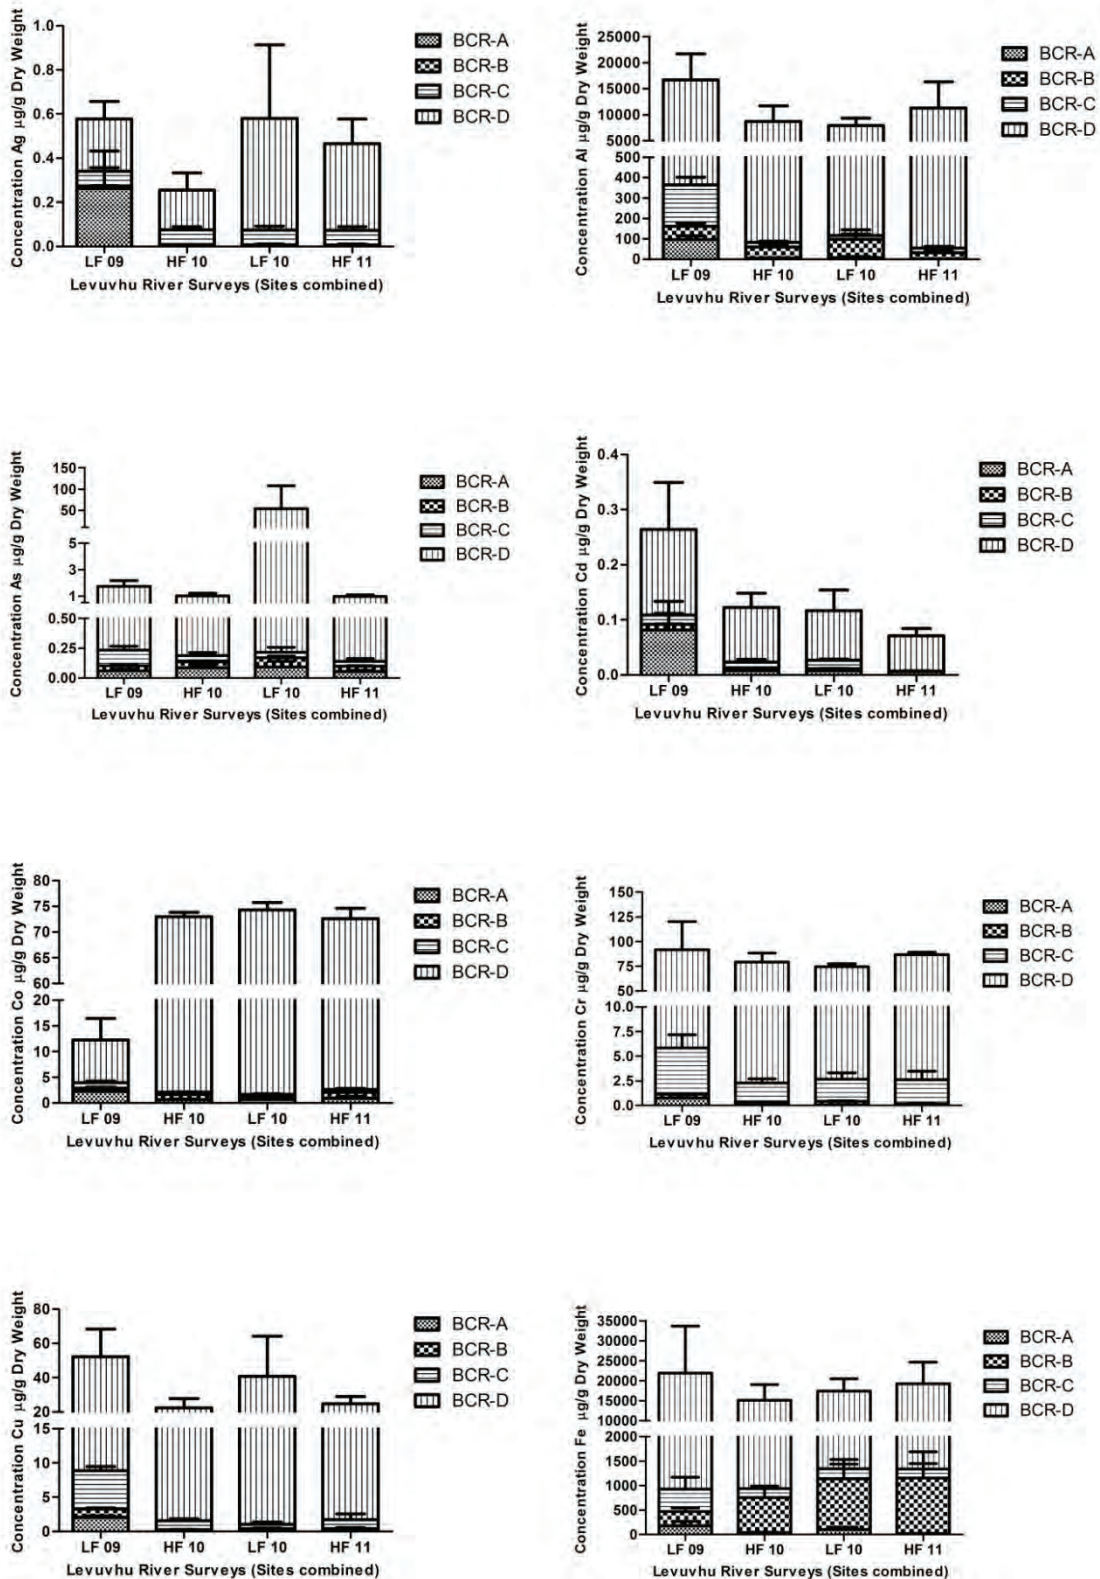 Concentration Ag µg/g Dry Weight
1.0
0.8
0.6
0.4
0.2
0.0
LF 09 HF 10 LF 10 HF 11
Levuvhu River Surveys (Sites combined)
BCR-A
BCR-B
BCR-C
BCR-D
Concentration Al µg/g Dry Weight
25000
20000
15000
10000
5000
500
400
300
200
100
0
LF 09 HF 10 LF 10 HF 11
Levuvhu River Surveys (Sites combined)
BCR-A
BCR-B
BCR-C
BCR-D
Concentration As µg/g Dry Weight
150
100
50
5
3
1
0.50
0.25
0.00
LF 09 HF 10 LF 10 HF 11
Levuvhu River Surveys (Sites combined)
BCR-A
BCR-B
BCR-C
BCR-D
Concentration Cd µg/g Dry Weight
0.4
0.3
0.2
0.1
0.0
LF 09 HF 10 LF 10 HF 11
Levuvhu River Surveys (Sites combined)
BCR-A
BCR-B
BCR-C
BCR-D
Concentration Co µg/g Dry Weight
80
75
70
65
60
20
15
10
5
0
LF 09 HF 10 LF 10 HF 11
Levuvhu River Surveys (Sites combined)
BCR-A
BCR-B
BCR-C
BCR-D
Concentration Cr µg/g Dry Weight
150
125
100
75
50
10.0
7.5
5.0
2.5
0.0
LF 09 HF 10 LF 10 HF 11
Levuvhu River Surveys (Sites combined)
BCR-A
BCR-B
BCR-C
BCR-D
Concentration Cu µg/g Dry Weight
80
60
40
20
15
10
5
0
LF 09 HF 10 LF 10 HF 11
Levuvhu River Surveys (Sites combined)
BCR-A
BCR-B
BCR-C
BCR-D
Concentration Fe µg/g Dry Weight
35000
30000
25000
20000
15000
10000
2000
1500
1000
500
0
LF 09 HF 10 LF 10 HF 11
Levuvhu River Surveys (Sites combined)
BCR-A
BCR-B
BCR-C
BCR-D